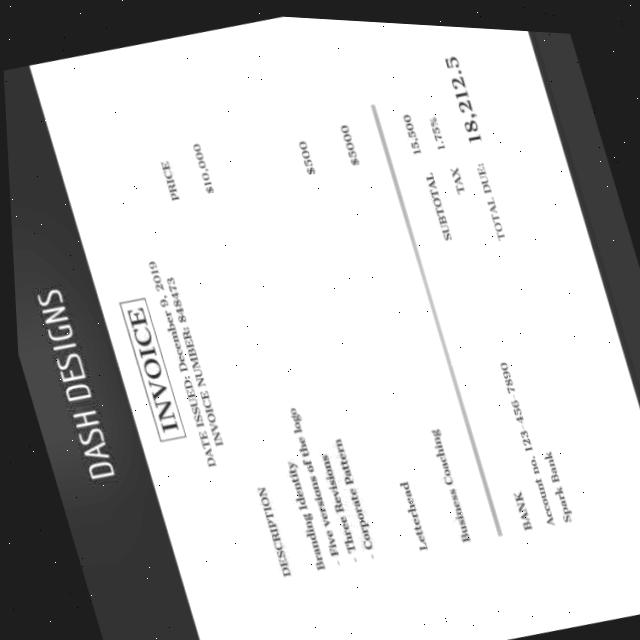 DASH DESIGNS
INVOICE
DATE ISSUED: December 9, 2019
INVOICE NUMBER: 848473
DESCRIPTION PRICE
Branding Identity $10,000
- Five versions of the logo
- Three Revisions
- Corporate Pattern
Letterhead $500
Business Coaching $5000
SUBTOTAL 15,500
TAX 1.75%
TOTAL DUE: 18,212.5
BANK
Account no. 123-456-7890
Spark Bank